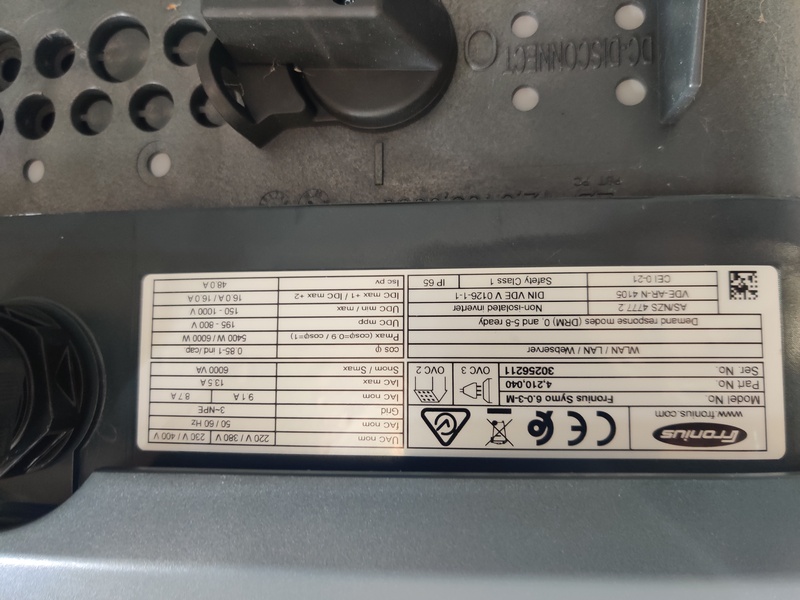 Fronius
www.fronius.com
CE
Model No. Fronius Symo 6.0-3-M
Part No. 4,210,040
Ser. No. 30256211
OVC 3 OVC 2
WLAN / LAN / Webserver
Demand response modes (DRM) 0, and 5-8 ready
AS/NZS 4777.2 Non-isolated inverter
VDE-AR-N 4105 DIN VDE V 0126-1-1
CEI 0-21 Safety Class 1 IP 65
UAC nom 220 V / 380 V 230 V / 400 V
fAC nom 50 / 60 Hz
Grid 3~NPE
IAC nom 9.1 A 8.7 A
IAC max 13.5 A
Snom / Smax 6000 VA
cos φ 0.85-1 ind./cap
Pmax (cosφ=0.9 / cosφ=1) 5400 W / 6000 W
UDC mpp 195 - 800 V
UDC min / max 150 - 1000 V
IDC max +1 / IDC max +2 16.0 A / 16.0 A
Isc pv 48.0 A
DC-DISCONNECT